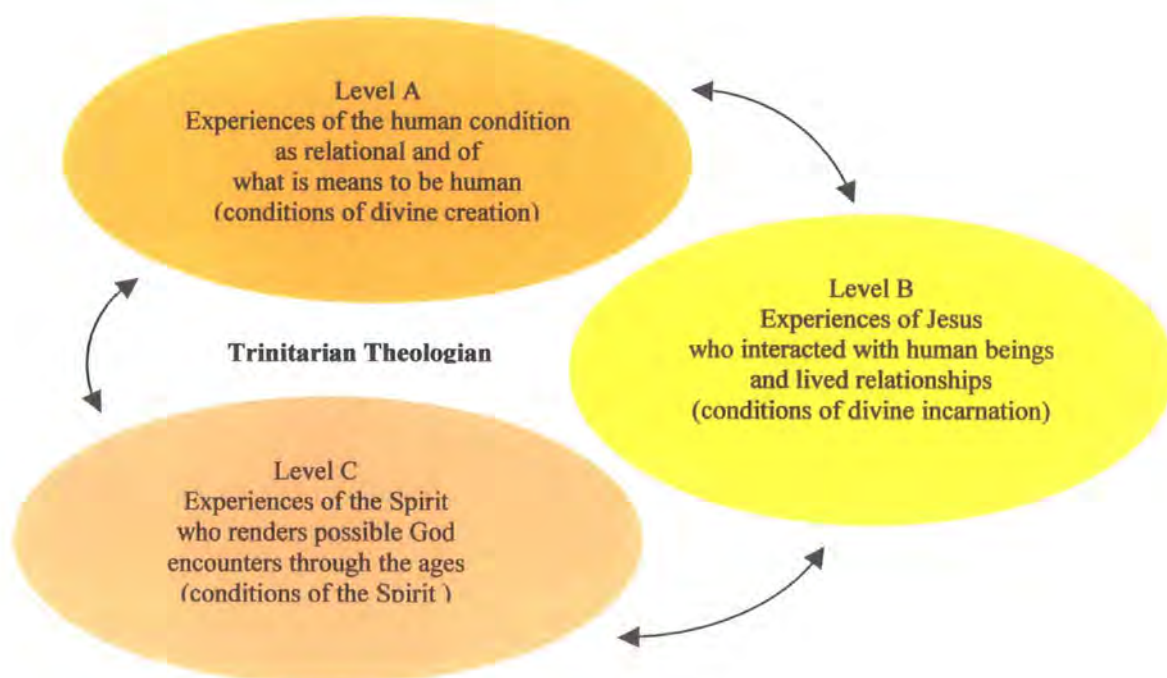 Level A
Experiences of the human condition
as relational and of
what is means to be human
(conditions of divine creation)
Level B
Experiences of Jesus
who interacted with human beings
and lived relationships
(conditions of divine incarnation)
Trinitarian Theologian
Level C
Experiences of the Spirit
who renders possible God
encounters through the ages
(conditions of the Spirit )